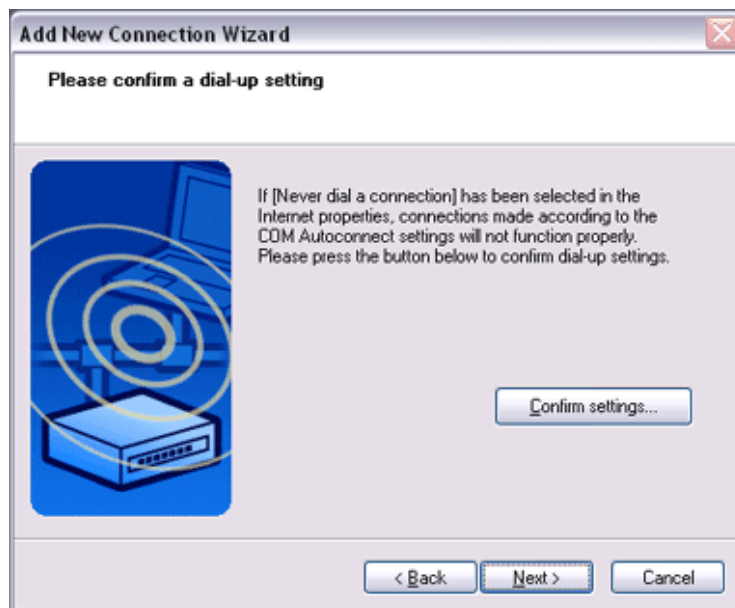 Add New Connection Wizard
Please confirm a dial-up setting
If [Never dial a connection] has been selected in the
Internet properties, connections made according to the
COM Autoconnect settings will not function properly.
Please press the button below to confirm dial-up settings.
Confirm settings...
< Back Next > Cancel